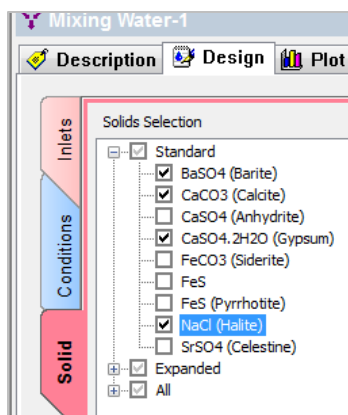 Mixing Water-1
Description Design Plot
Inlets
Conditions
Solid
Solids Selection
Standard
BaSO4 (Barite)
CaCO3 (Calcite)
CaSO4 (Anhydrite)
CaSO4.2H2O (Gypsum)
FeCO3 (Siderite)
FeS
FeS (Pyrrhotite)
NaCl (Halite)
SrSO4 (Celestine)
Expanded
All